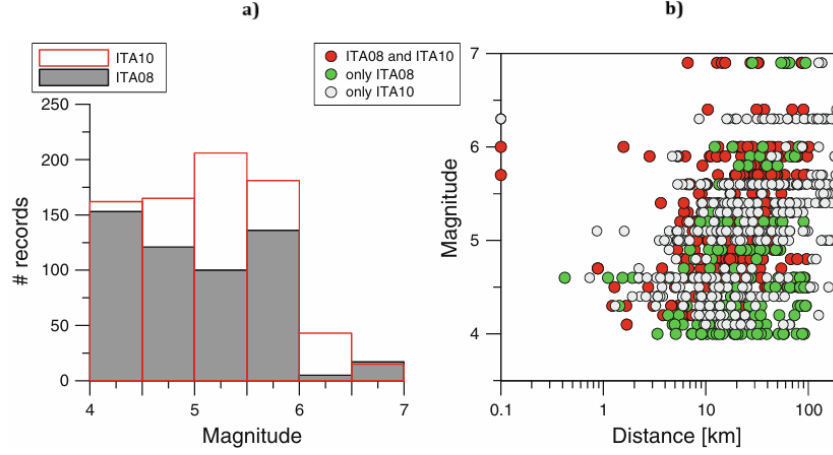 a)
ITA10
ITA08
250
200
150
100
50
0
# records
4
5
6
7
Magnitude
b)
ITA08 and ITA10
only ITA08
only ITA10
7
6
5
4
Magnitude
0.1
1
10
100
Distance [km]